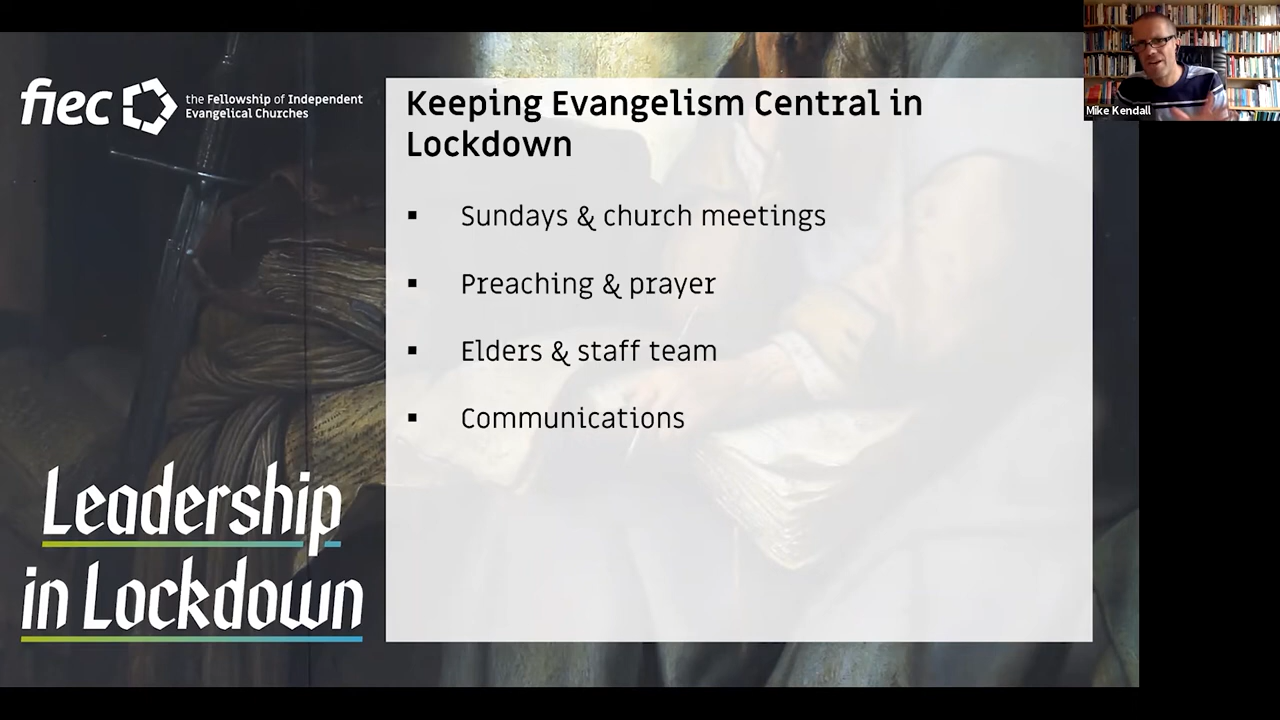 fiec
the Fellowship of Independent
Evangelical Churches
Keeping Evangelism Central in
Lockdown
▪ Sundays & church meetings
▪ Preaching & prayer
▪ Elders & staff team
▪ Communications
Leadership
in Lockdown
Mike Kendall